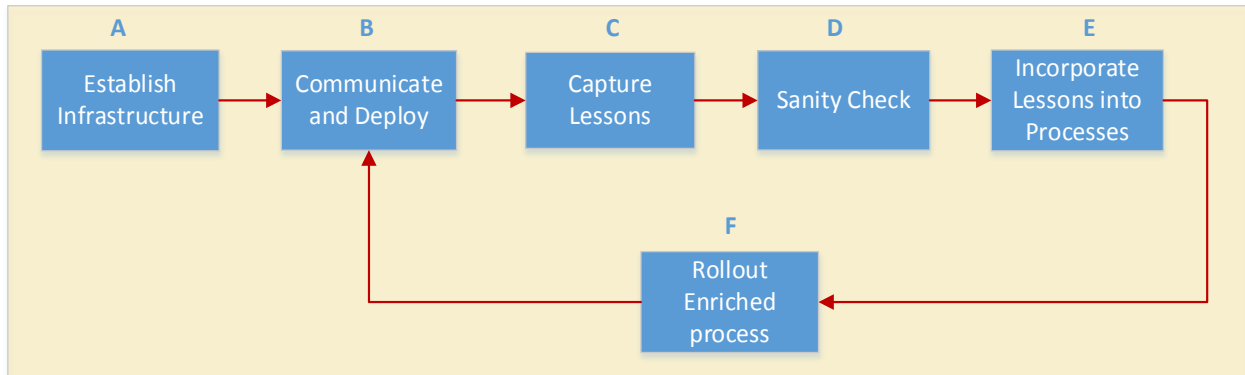 A
B
C
D
E
Establish
Infrastructure
Communicate
and Deploy
Capture
Lessons
Sanity Check
Incorporate
Lessons into
Processes
F
Rollout
Enriched
process